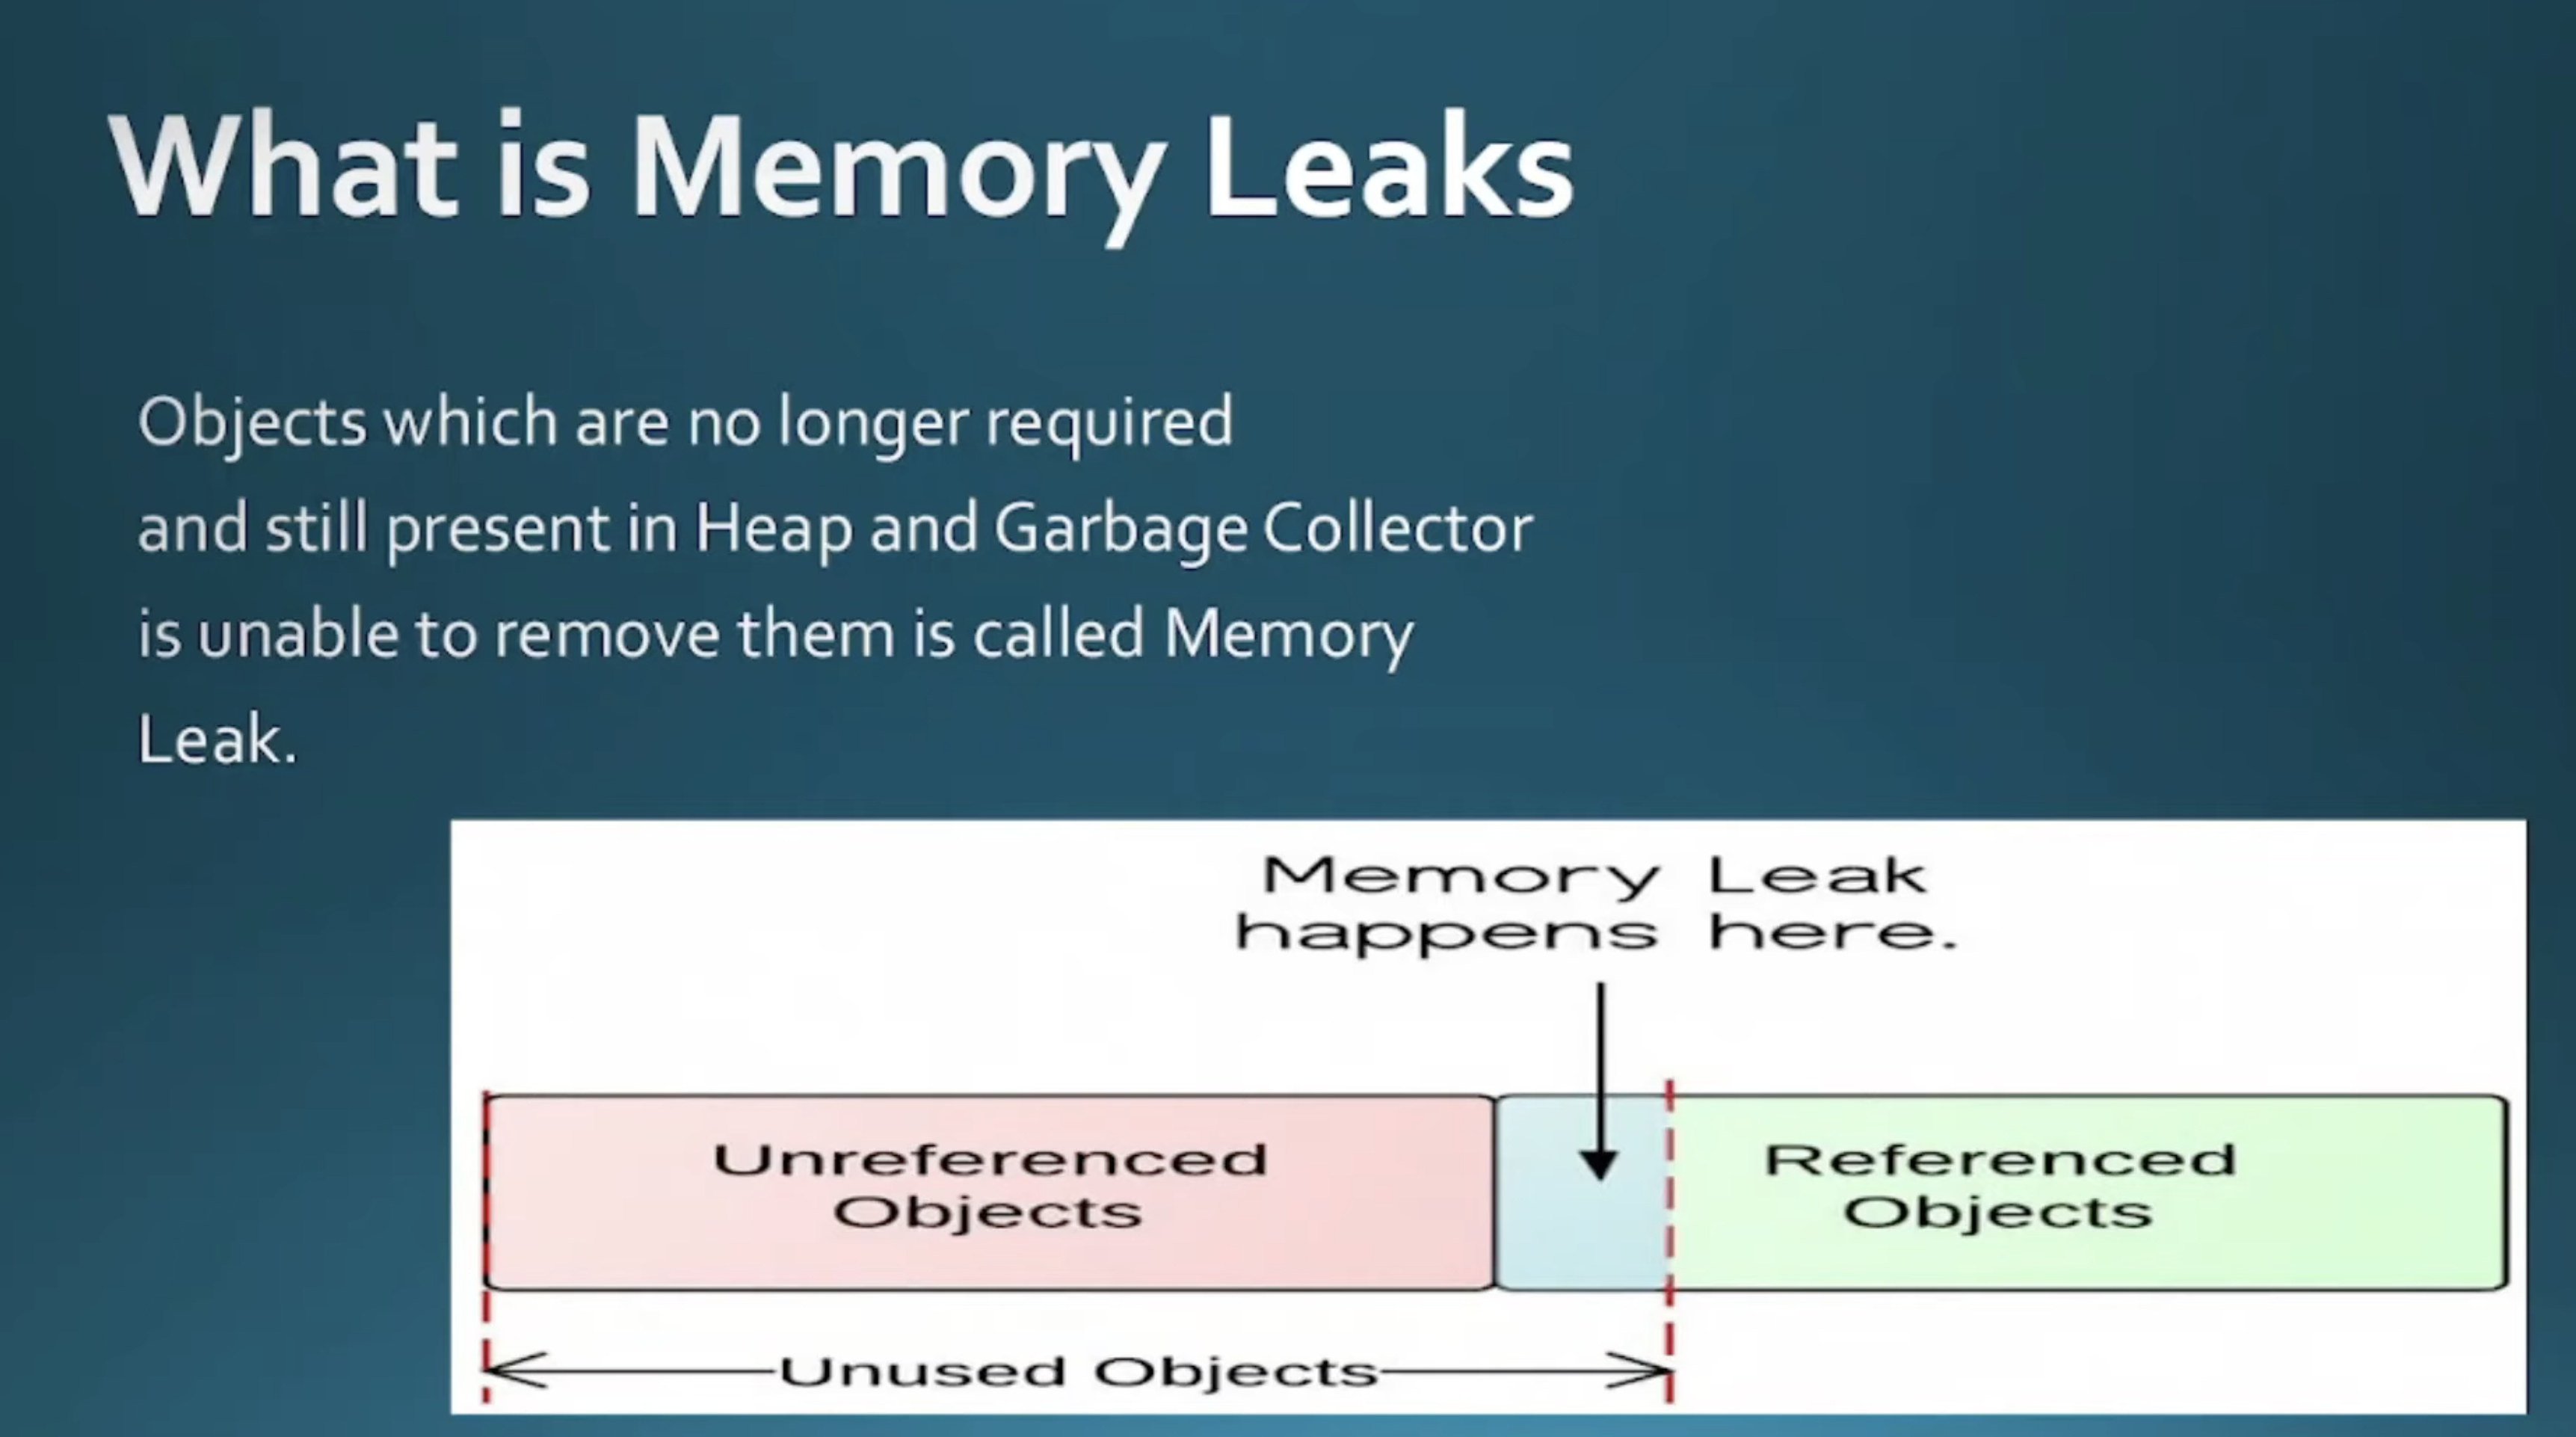 What is Memory Leaks
Objects which are no longer required
and still present in Heap and Garbage Collector
is unable to remove them is called Memory
Leak.
Memory Leak
happens here.
Unreferenced
Objects
Referenced
Objects
Unused Objects